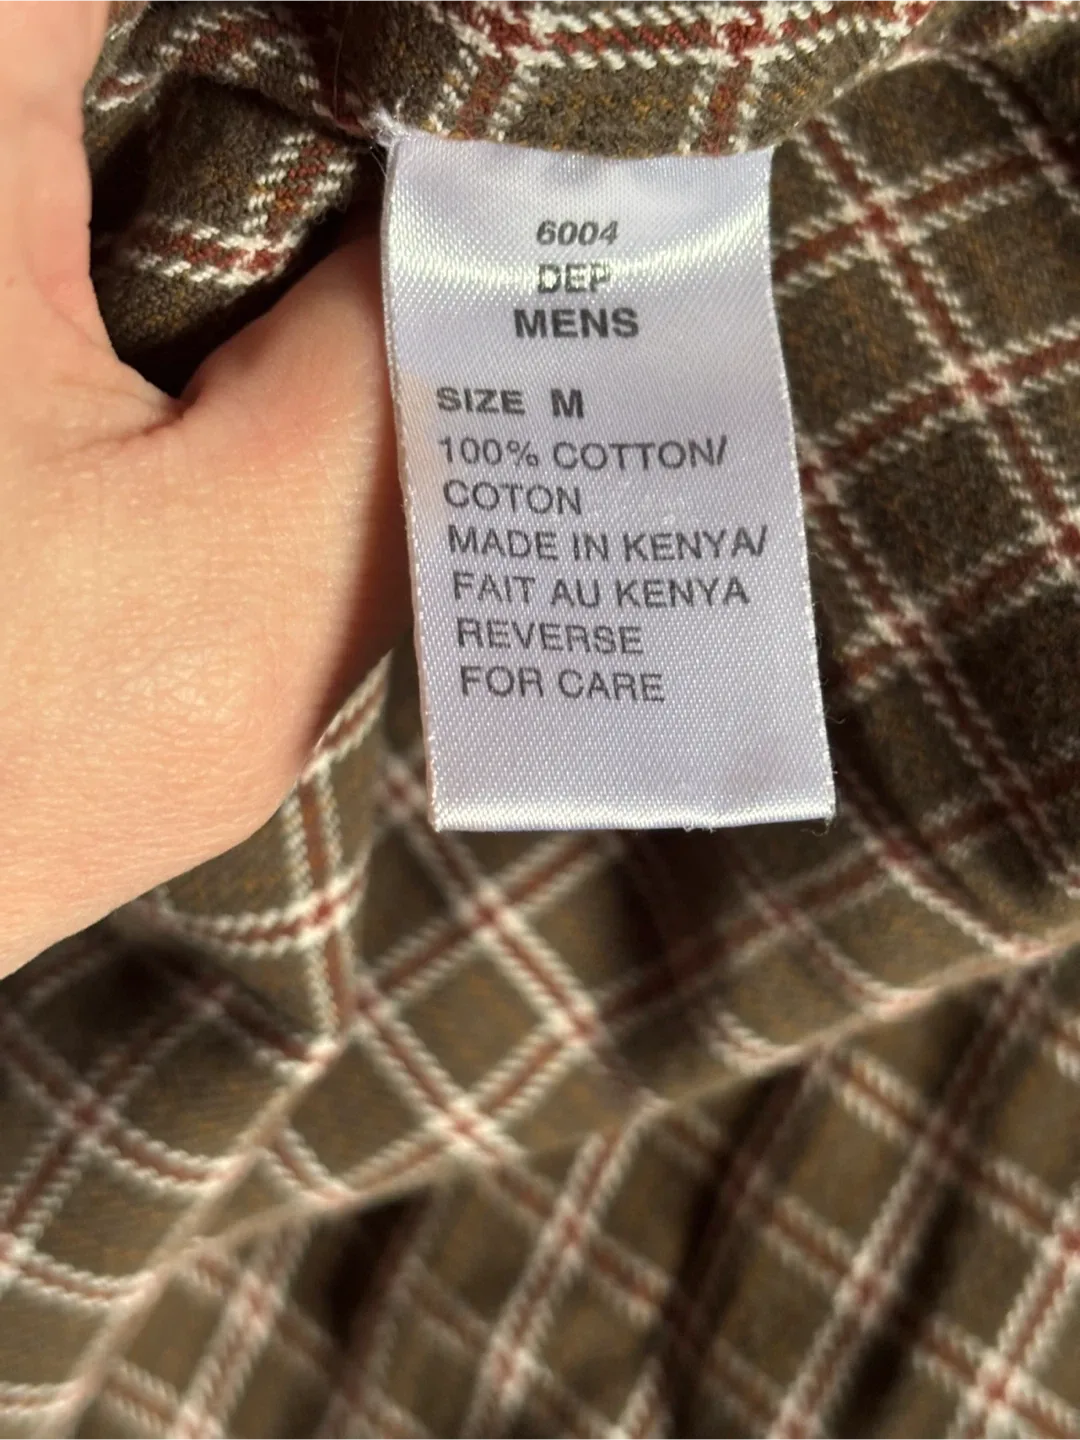 6004
DEP
MENS
SIZE M
100% COTTON/
COTON
MADE IN KENYA/
FAIT AU KENYA
REVERSE
FOR CARE